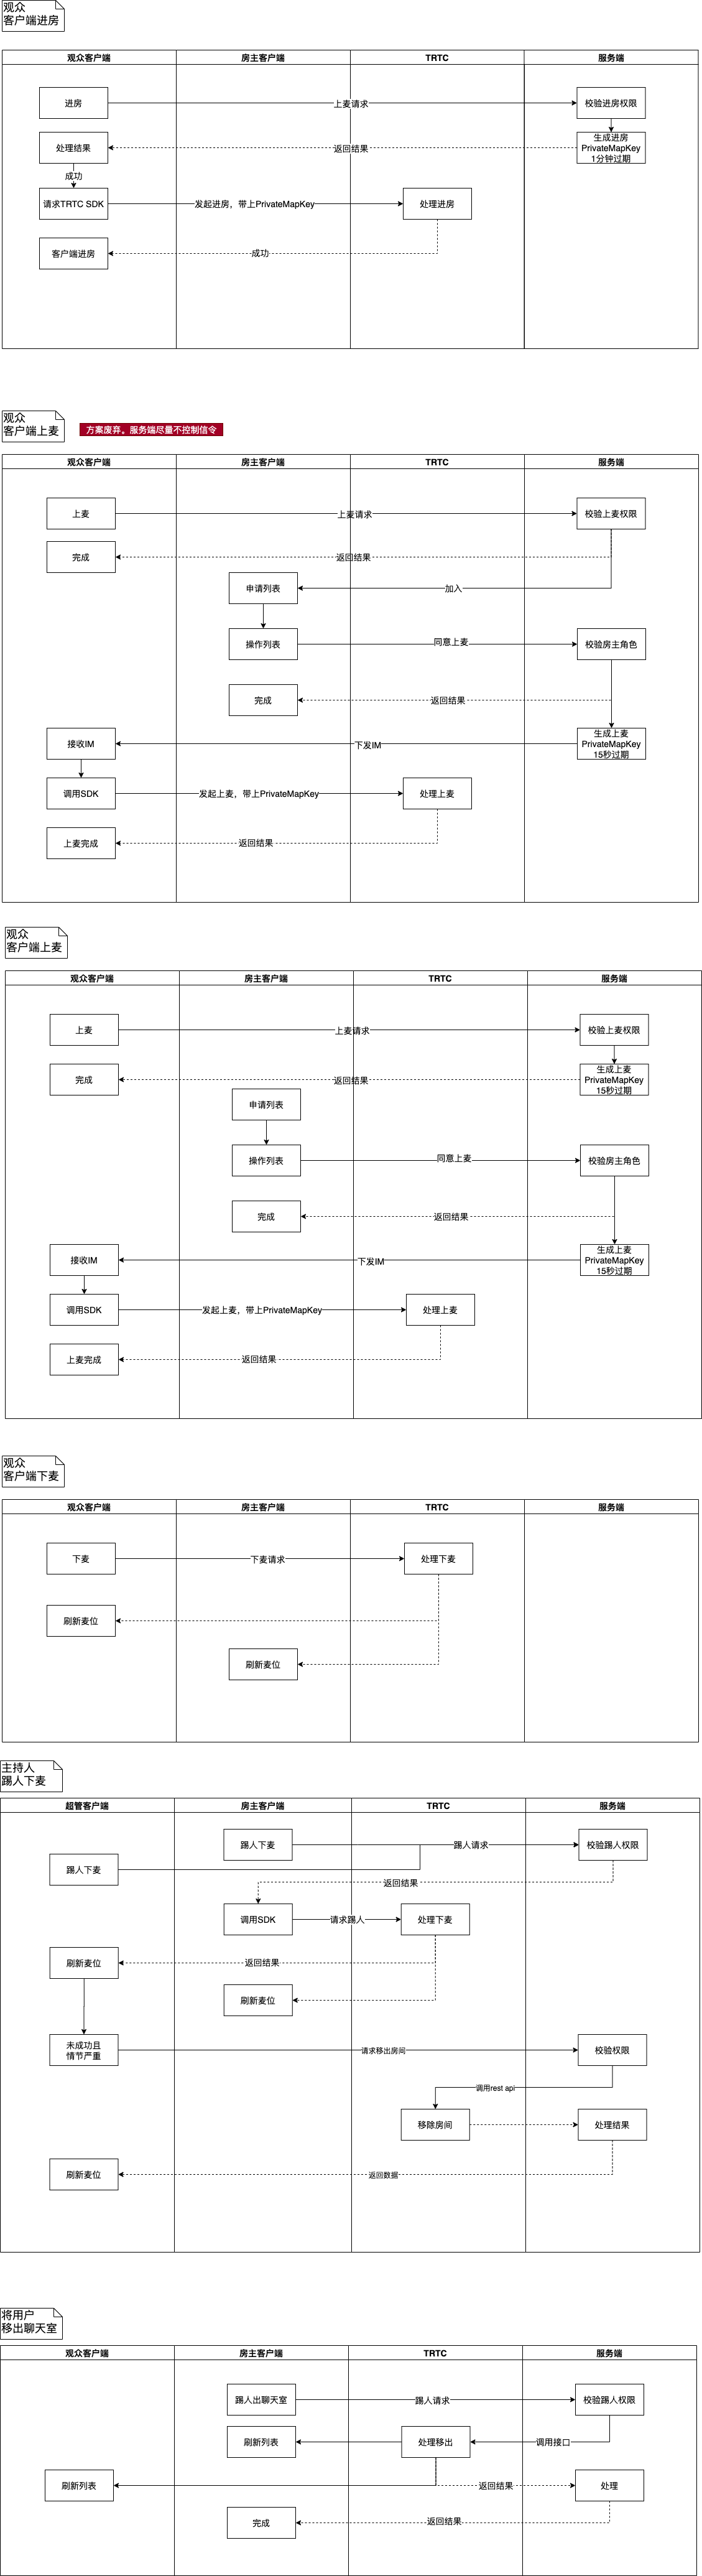 观众
客户端进房
观众客户端
房主客户端
TRTC
服务端
进房
上麦请求
校验进房权限
处理结果
返回结果
生成进房
PrivateMapKey
1分钟过期
成功
请求TRTC SDK
发起进房，带上PrivateMapKey
处理进房
客户端进房
成功
观众
客户端上麦
方案废弃。服务端尽量不控制信令
观众客户端
房主客户端
TRTC
服务端
上麦
上麦请求
校验上麦权限
完成
返回结果
申请列表
加入
操作列表
同意上麦
校验房主角色
完成
返回结果
接收IM
下发IM
生成上麦
PrivateMapKey
15秒过期
调用SDK
发起上麦，带上PrivateMapKey
处理上麦
上麦完成
返回结果
观众
客户端上麦
观众客户端
房主客户端
TRTC
服务端
上麦
上麦请求
校验上麦权限
完成
返回结果
生成上麦
PrivateMapKey
15秒过期
申请列表
操作列表
同意上麦
校验房主角色
完成
返回结果
接收IM
下发IM
生成上麦
PrivateMapKey
15秒过期
调用SDK
发起上麦，带上PrivateMapKey
处理上麦
上麦完成
返回结果
观众
客户端下麦
观众客户端
房主客户端
TRTC
服务端
下麦
下麦请求
处理下麦
刷新麦位
刷新麦位
主持人
踢人下麦
超管客户端
房主客户端
TRTC
服务端
踢人下麦
踢人请求
校验踢人权限
踢人下麦
返回结果
调用SDK
请求踢人
处理下麦
刷新麦位
返回结果
刷新麦位
未成功且
情节严重
请求移出房间
校验权限
调用rest api
移除房间
处理结果
刷新麦位
返回数据
将用户
移出聊天室
观众客户端
房主客户端
TRTC
服务端
踢人出聊天室
踢人请求
校验踢人权限
刷新列表
处理移出
调用接口
刷新列表
返回结果
处理
完成
返回结果